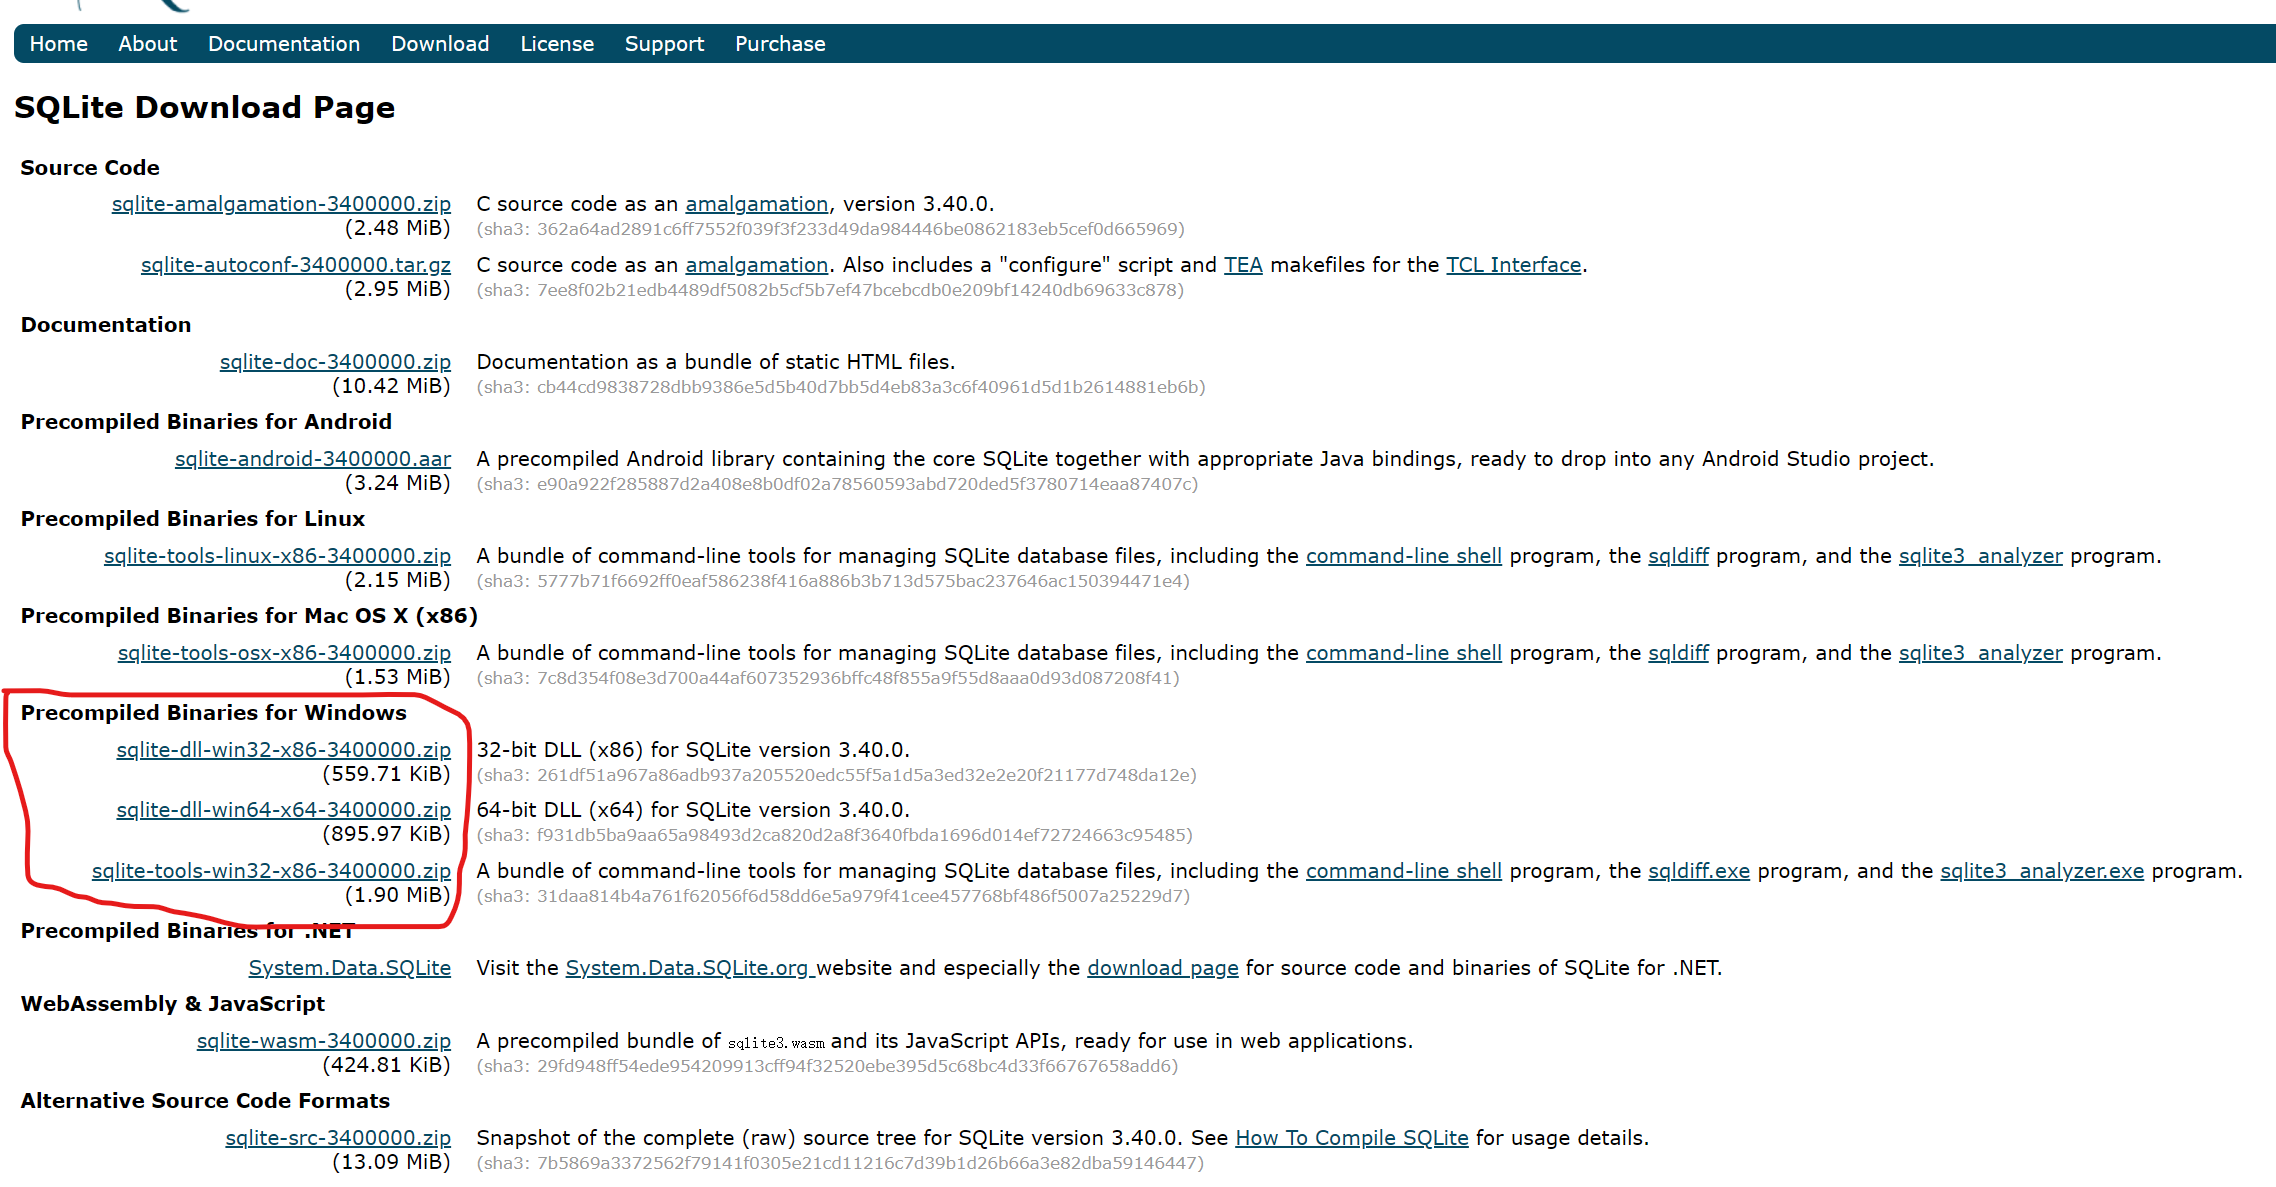 Home About Documentation Download License Support Purchase
SQLite Download Page
Source Code
sqlite-amalgamation-3400000.zip C source code as an amalgamation, version 3.40.0.
(2.48 MiB) (sha3: 362a64ad2891c6ff7552f039f3f233d49da984446be0862183eb5cef0d665969)
sqlite-autoconf-3400000.tar.gz C source code as an amalgamation. Also includes a "configure" script and TEA makefiles for the TCL Interface.
(2.95 MiB) (sha3: 7ee8f02b21edb4489df5082b5cf5b7ef47bcebcdb0e209bf14240db69633c878)
Documentation
sqlite-doc-3400000.zip Documentation as a bundle of static HTML files.
(10.42 MiB) (sha3: cb44cd9838728dbb9386e5d5b40d7bb5d4eb83a3c6f40961d5d1b2614881eb6b)
Precompiled Binaries for Android
sqlite-android-3400000.aar A precompiled Android library containing the core SQLite together with appropriate Java bindings, ready to drop into any Android Studio project.
(3.24 MiB) (sha3: e90a922f285887d2a408e8b0df02a78560593abd720ded5f3780714eaa87407c)
Precompiled Binaries for Linux
sqlite-tools-linux-x86-3400000.zip A bundle of command-line tools for managing SQLite database files, including the command-line shell program, the sqldiff program, and the sqlite3_analyzer program.
(2.15 MiB) (sha3: 5777b71f6692ff0eaf586238f416a886b3b713d575bac237646ac150394471e4)
Precompiled Binaries for Mac OS X (x86)
sqlite-tools-osx-x86-3400000.zip A bundle of command-line tools for managing SQLite database files, including the command-line shell program, the sqldiff program, and the sqlite3_analyzer program.
(1.53 MiB) (sha3: 7c8d354f08e3d700a44af607352936bffc48f855a9f55d8aaa0d93d087208f41)
Precompiled Binaries for Windows
sqlite-dll-win32-x86-3400000.zip 32-bit DLL (x86) for SQLite version 3.40.0.
(559.71 KiB) (sha3: 261df51a967a86adb937a205520edc55f5a1d5a3ed32e2e20f21177d748da12e)
sqlite-dll-win64-x64-3400000.zip 64-bit DLL (x64) for SQLite version 3.40.0.
(895.97 KiB) (sha3: f931db5ba9aa65a98493d2ca820d2a8f3640fbda1696d014ef72724663c95485)
sqlite-tools-win32-x86-3400000.zip A bundle of command-line tools for managing SQLite database files, including the command-line shell program, the sqldiff.exe program, and the sqlite3_analyzer.exe program.
(1.90 MiB) (sha3: 31daa814b4a761f62056f6d58dd6e5a979f41cee457768bf486f5007a25229d7)
Precompiled Binaries for .NET
System.Data.SQLite Visit the System.Data.SQLite.org website and especially the download page for source code and binaries of SQLite for .NET.
WebAssembly & JavaScript
sqlite-wasm-3400000.zip A precompiled bundle of sqlite3.wasm and its JavaScript APIs, ready for use in web applications.
(424.81 KiB) (sha3: 29fd948ff54ede954209913cff94f32520ebe395d5c68bc4d33f66767658add6)
Alternative Source Code Formats
sqlite-src-3400000.zip Snapshot of the complete (raw) source tree for SQLite version 3.40.0. See How To Compile SQLite for usage details.
(13.09 MiB) (sha3: 7b5869a3372562f79141f0305e21cd11216c7d39b1d26b66a3e82dba59146447)